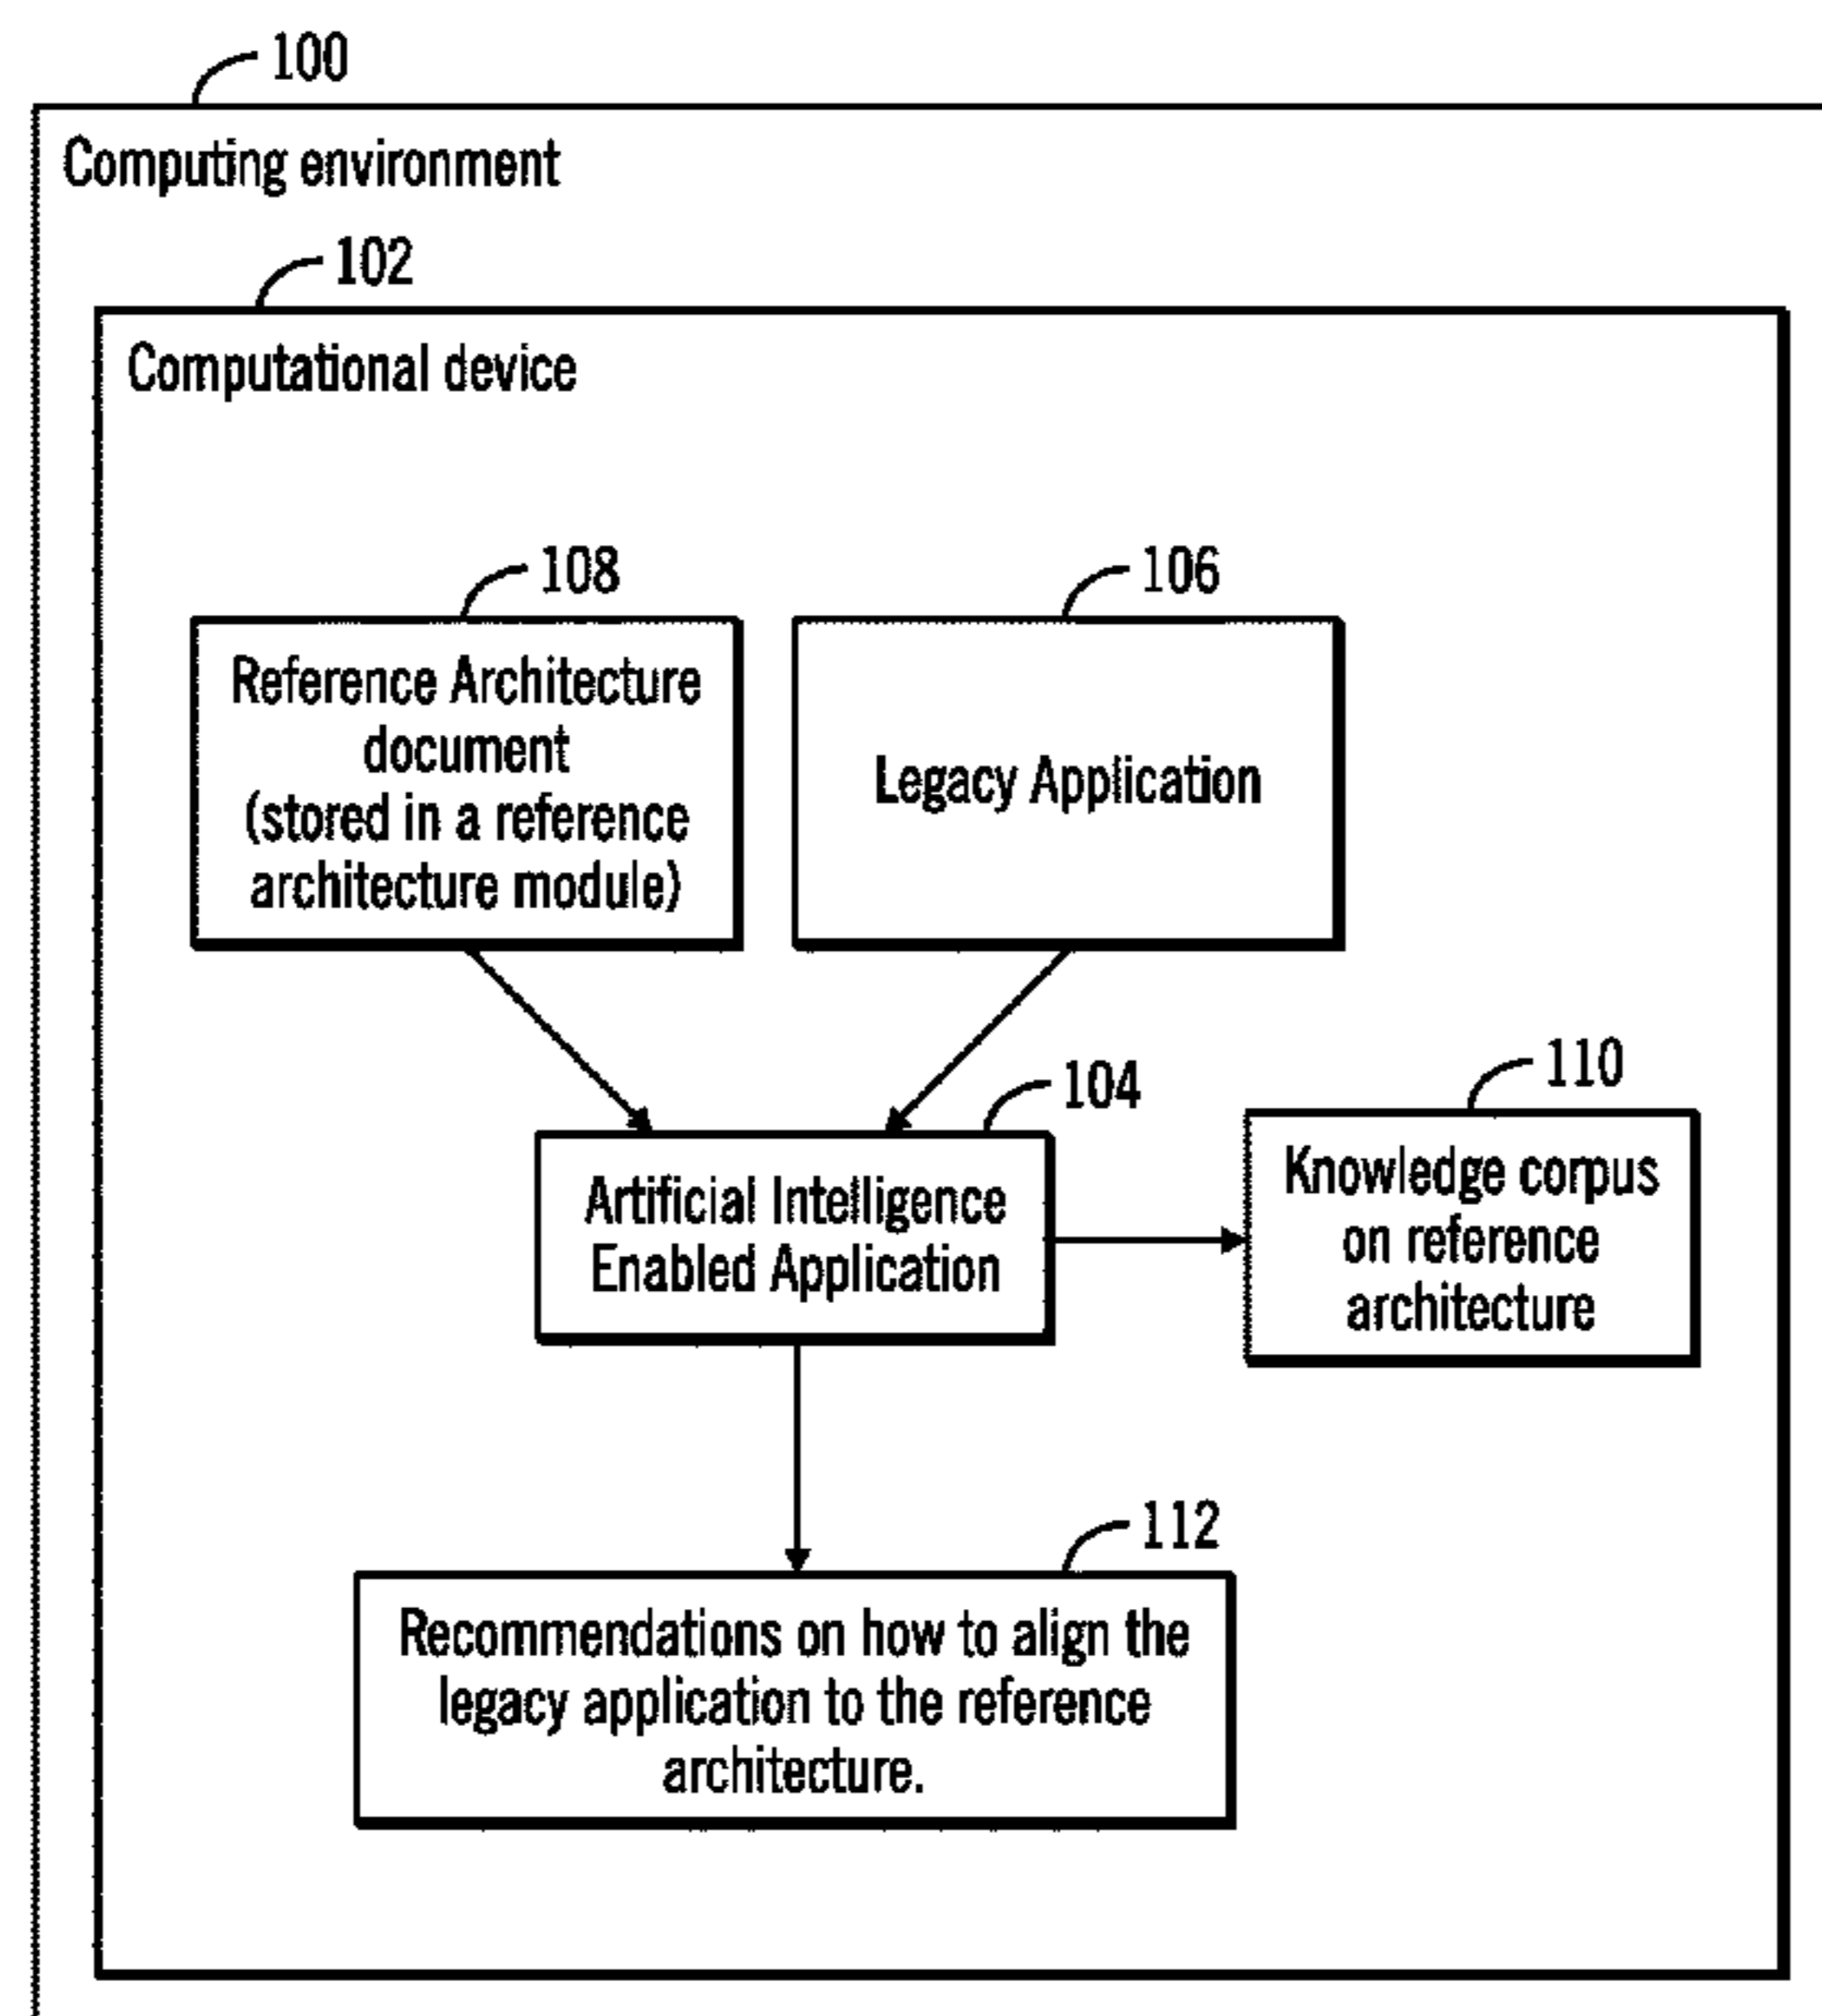 100
Computing environment
102
Computational device
108
106
Reference Architecture
document
(stored in a reference
architecture module)
Legacy Application
104
110
Artificial Intelligence
Enabled Application
Knowledge corpus
on reference
architecture
112
Recommendations on how to align the
legacy application to the reference
architecture.